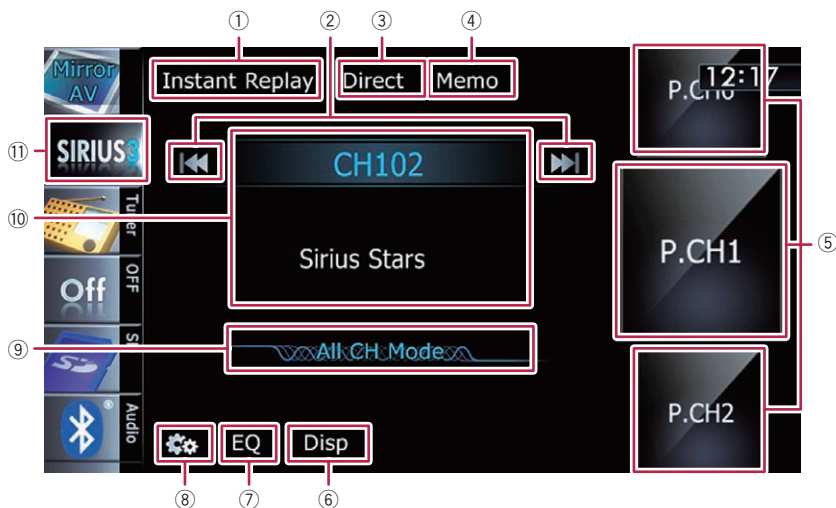 ① ② ③ ④
Mirror AV
Instant Replay Direct Memo
12:17
⑪
SIRIUS3
CH102
⑩
Tuner
Sirius Stars
P.CH1
⑤
OFF
Off
⑨
All CH Mode
P.CH2
Audio
EQ Disp
⑧ ⑦ ⑥